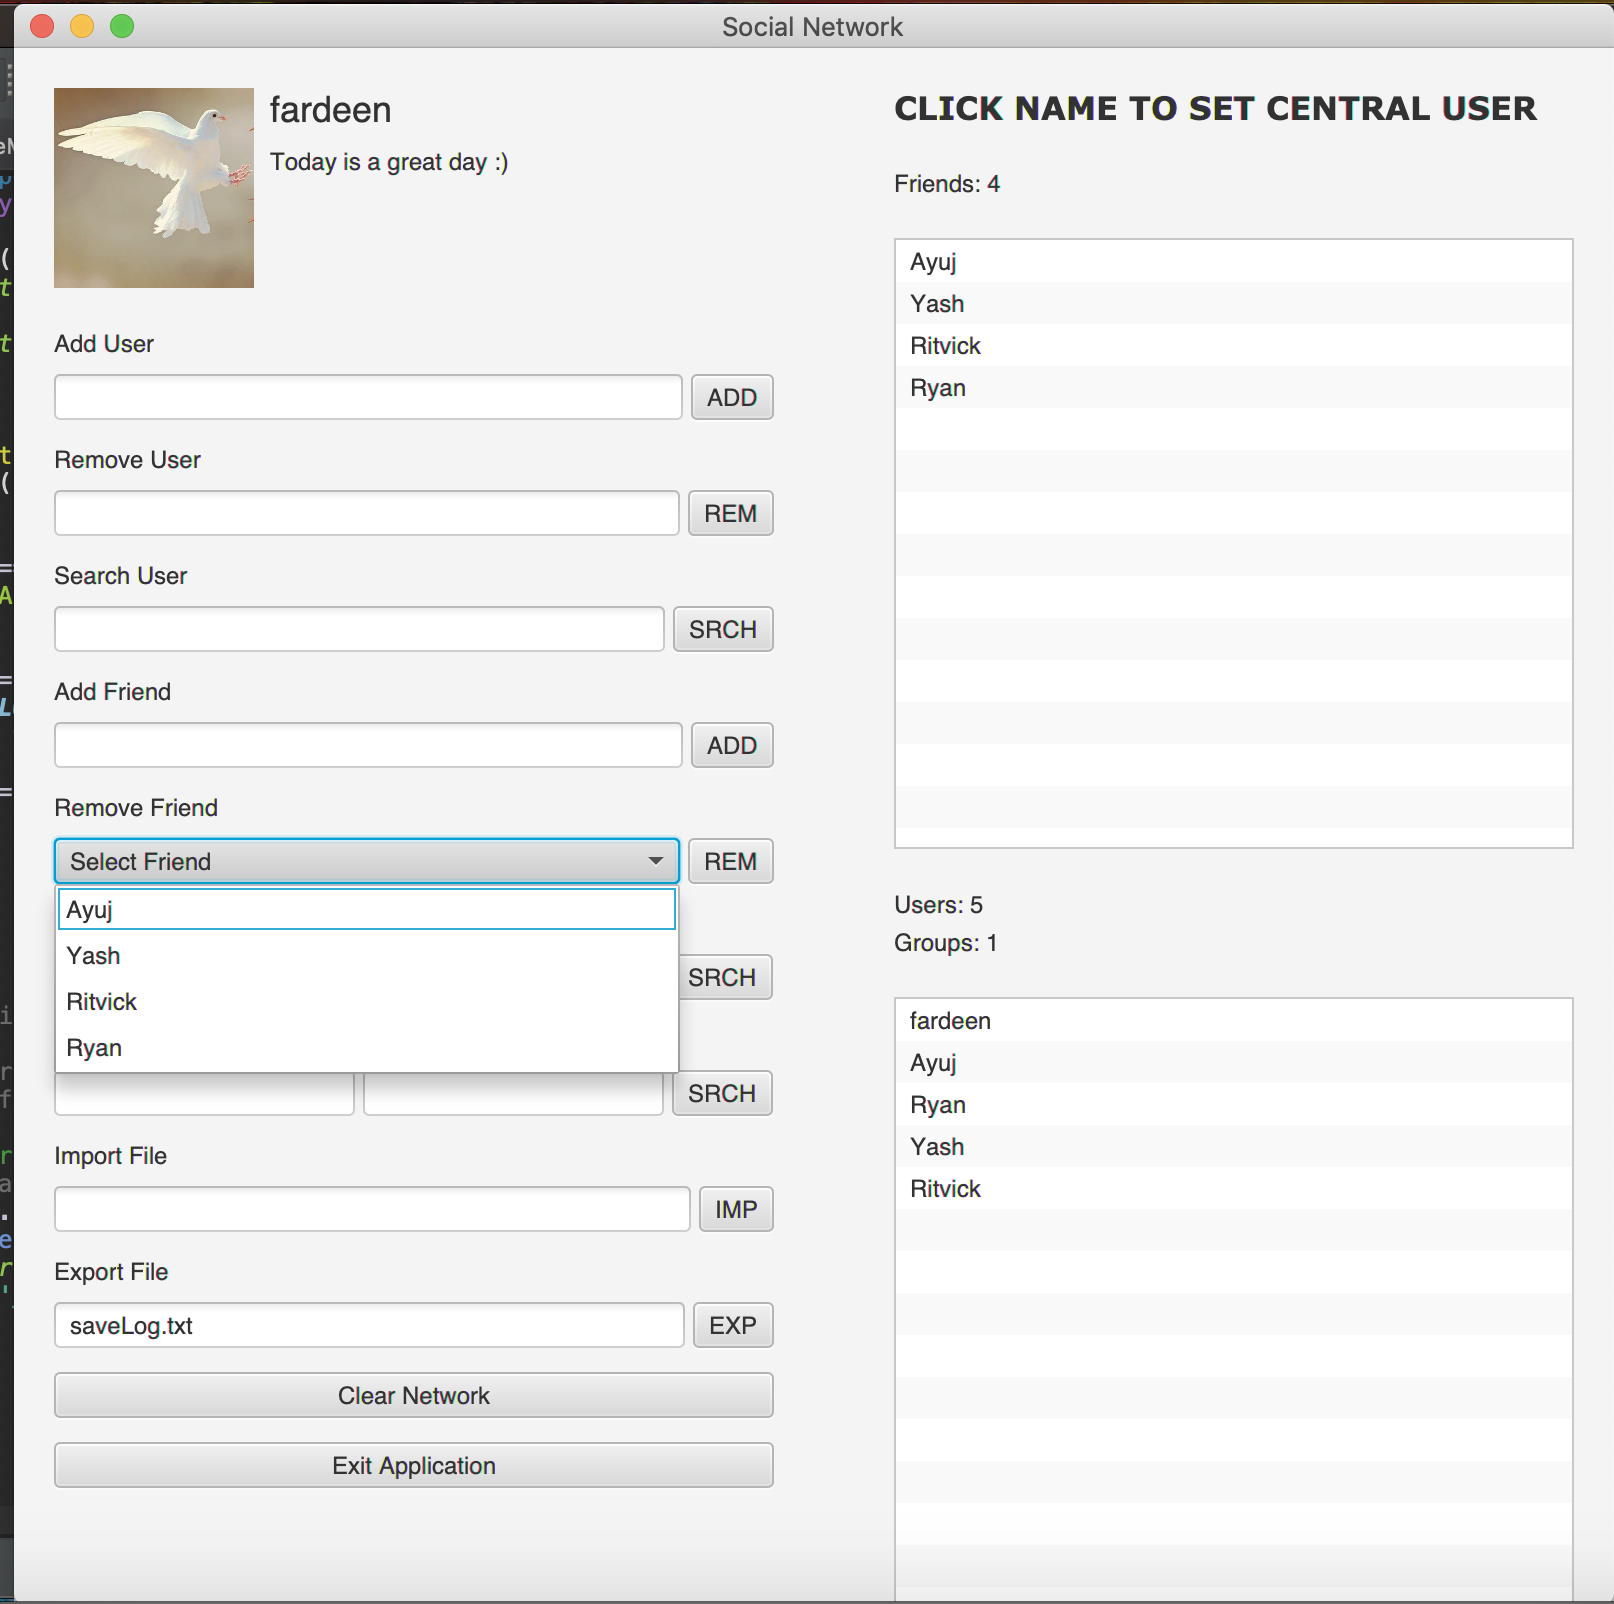 Social Network
fardeen
Today is a great day :)
Add User
ADD
Remove User
REM
Search User
SRCH
Add Friend
ADD
Remove Friend
Select Friend
REM
Ayuj
Yash
SRCH
Ritvick
Ryan
SRCH
Import File
IMP
Export File
saveLog.txt
EXP
Clear Network
Exit Application
CLICK NAME TO SET CENTRAL USER
Friends: 4
Ayuj
Yash
Ritvick
Ryan
Users: 5
Groups: 1
fardeen
Ayuj
Ryan
Yash
Ritvick